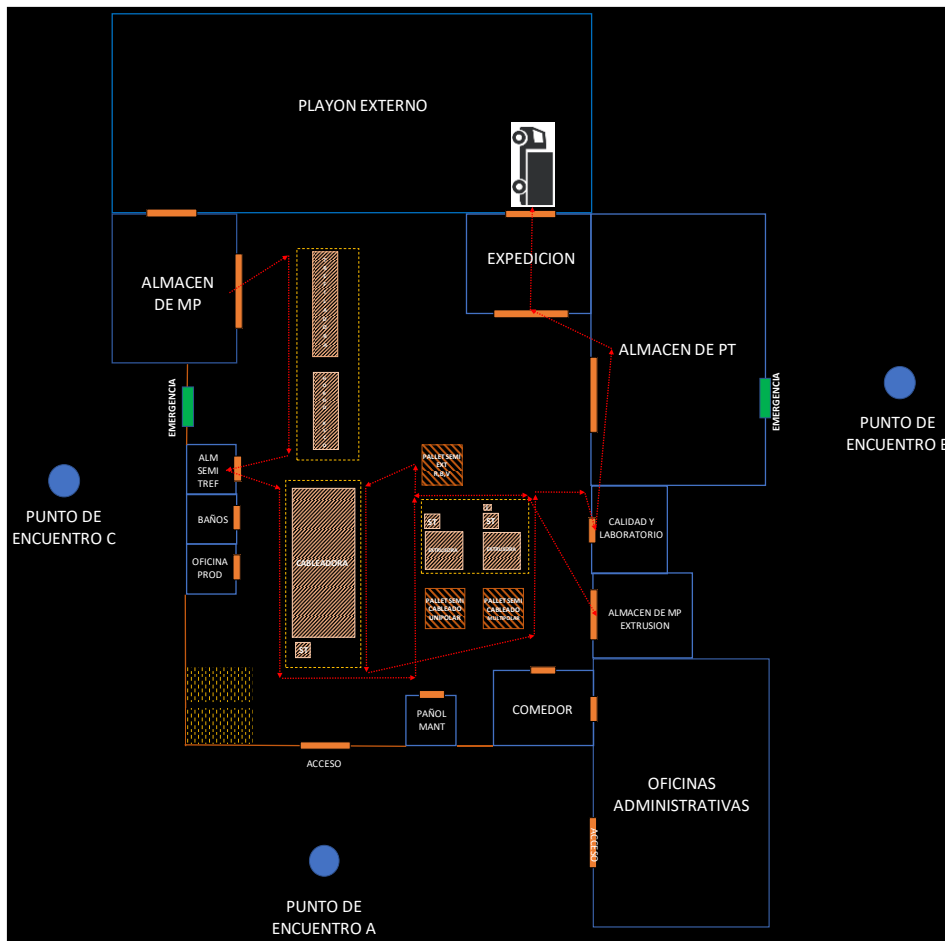 PLAYON EXTERNO
EXPEDICION
ALMACEN
DE MP
ALMACEN DE PT
EMERGENCIA
EMERGENCIA
PUNTO DE
ENCUENTRO B
ALM
SEMI
TREF
PALLET SEMI
EXT
R,B,V
PUNTO DE
ENCUENTRO C
BAÑOS
ST
ST
CALIDAD Y
LABORATORIO
OFICINA
PROD
CABLEADORA
EXTRUSORA
EXTRUSORA
PALLET SEMI
CABLEADO
UNIPOLAR
PALLET SEMI
CABLEADO
MULTIPOLAR
ALMACEN DE MP
EXTRUSION
ST
PAÑOL
MANT
COMEDOR
ACCESO
OFICINAS
ADMINISTRATIVAS
ACCESO
PUNTO DE
ENCUENTRO A